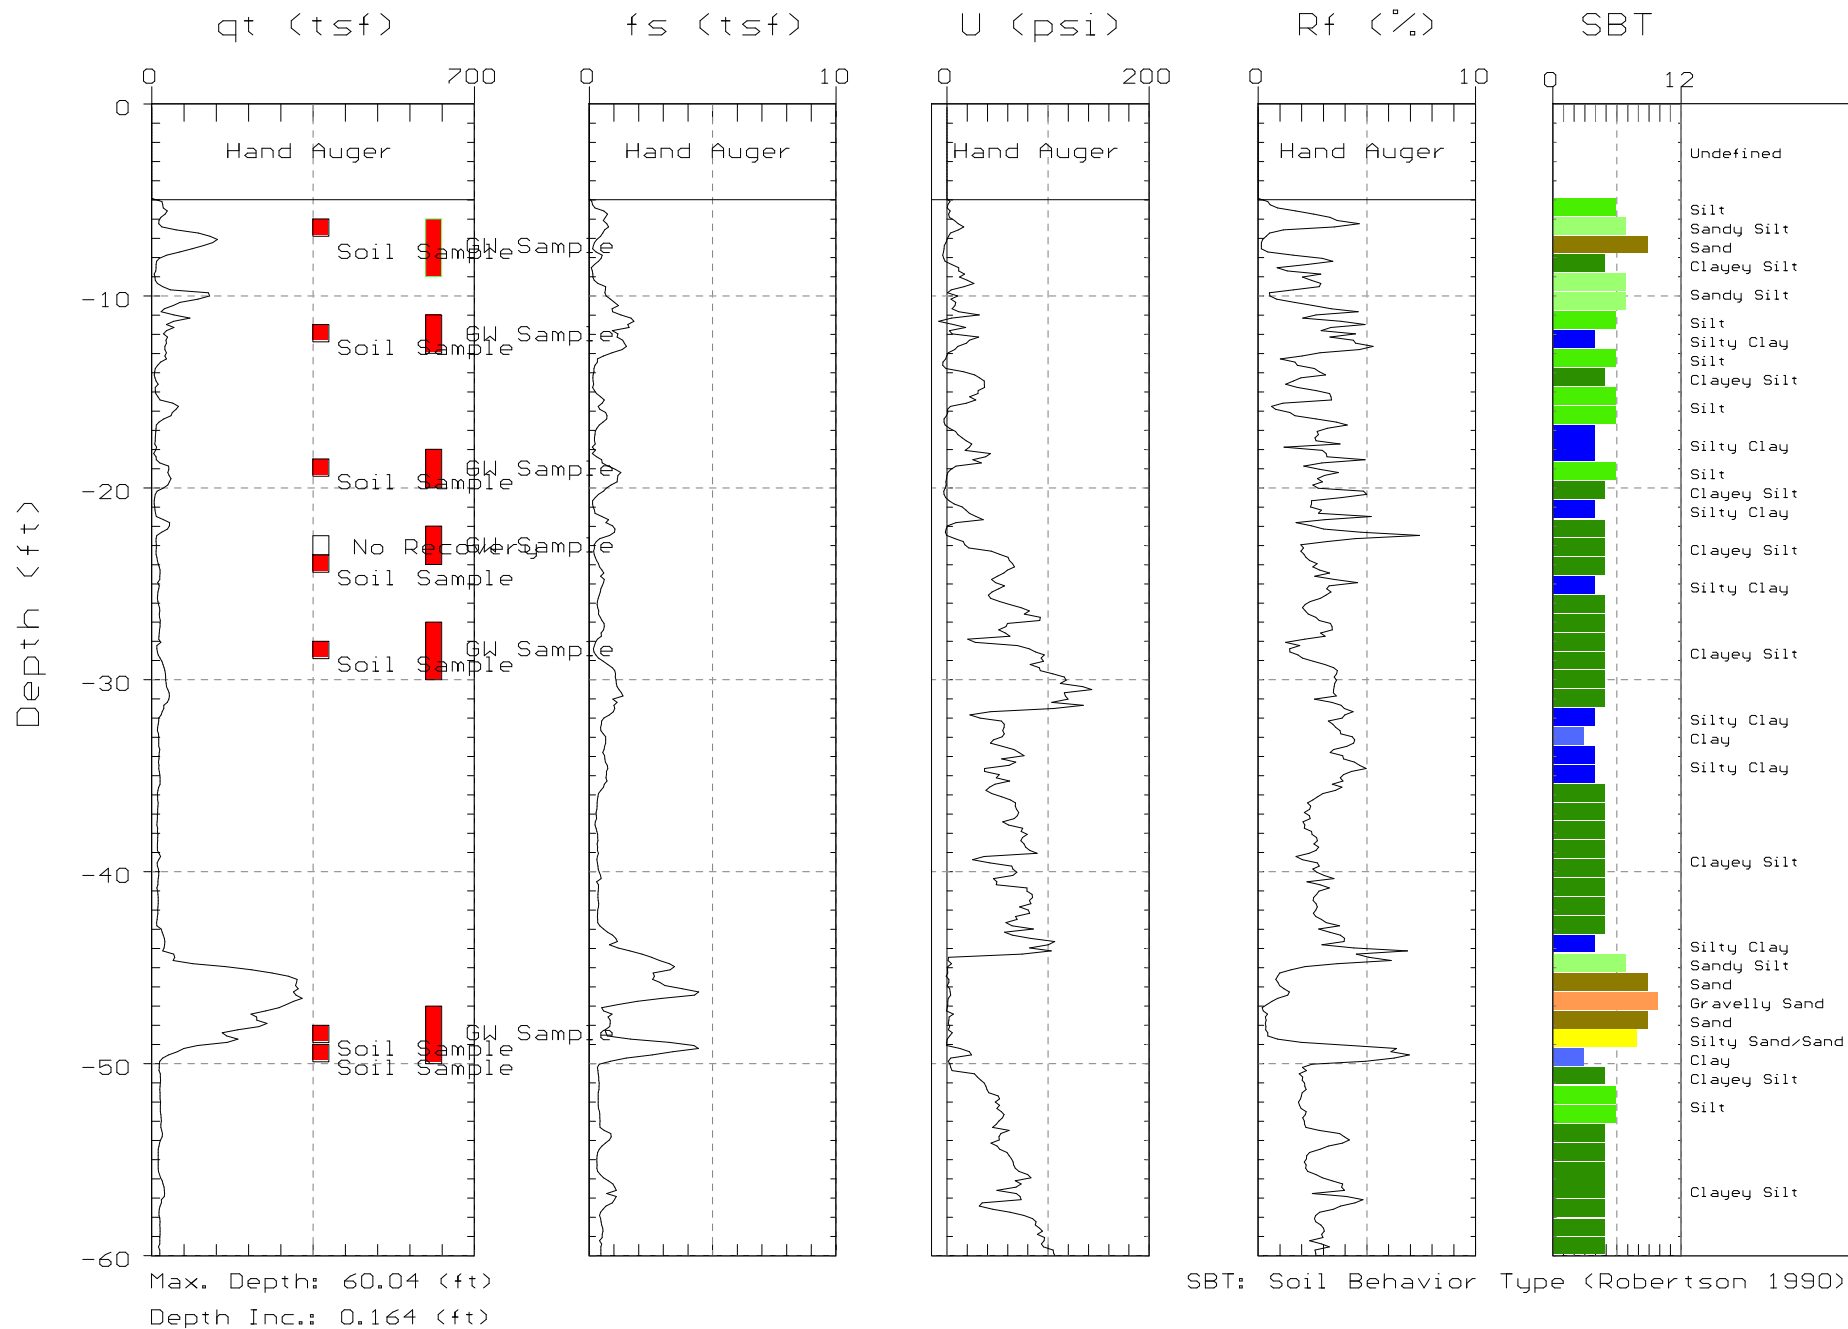 qt (tsf) fs (tsf) U (psi) Rf (%) SBT
0 700 0 10 0 200 0 10 0 12
0
Hand Auger Hand Auger Hand Auger Hand Auger
Undefined
Silt
Sandy Silt
GW Sample
Soil Sample
Sand
Clayey Silt
-10
Sandy Silt
Silt
GW Sample
Silty Clay
Soil Sample
Silt
Clayey Silt
Silt
Silty Clay
GW Sample
Silt
Soil Sample
-20
Clayey Silt
Silty Clay
GW Sample
No Recovery
Clayey Silt
Soil Sample
Silty Clay
GW Sample
Clayey Silt
Soil Sample
-30
Depth (ft)
Silty Clay
Clay
Silty Clay
Clayey Silt
-40
Silty Clay
Sandy Silt
Sand
Gravelly Sand
Sand
GW Sample
Silty Sand/Sand
Soil Sample
Clay
Soil Sample
-50
Clayey Silt
Silt
Clayey Silt
-60
Max. Depth: 60.04 (ft)
SBT: Soil Behavior Type (Robertson 1990)
Depth Inc.: 0.164 (ft)